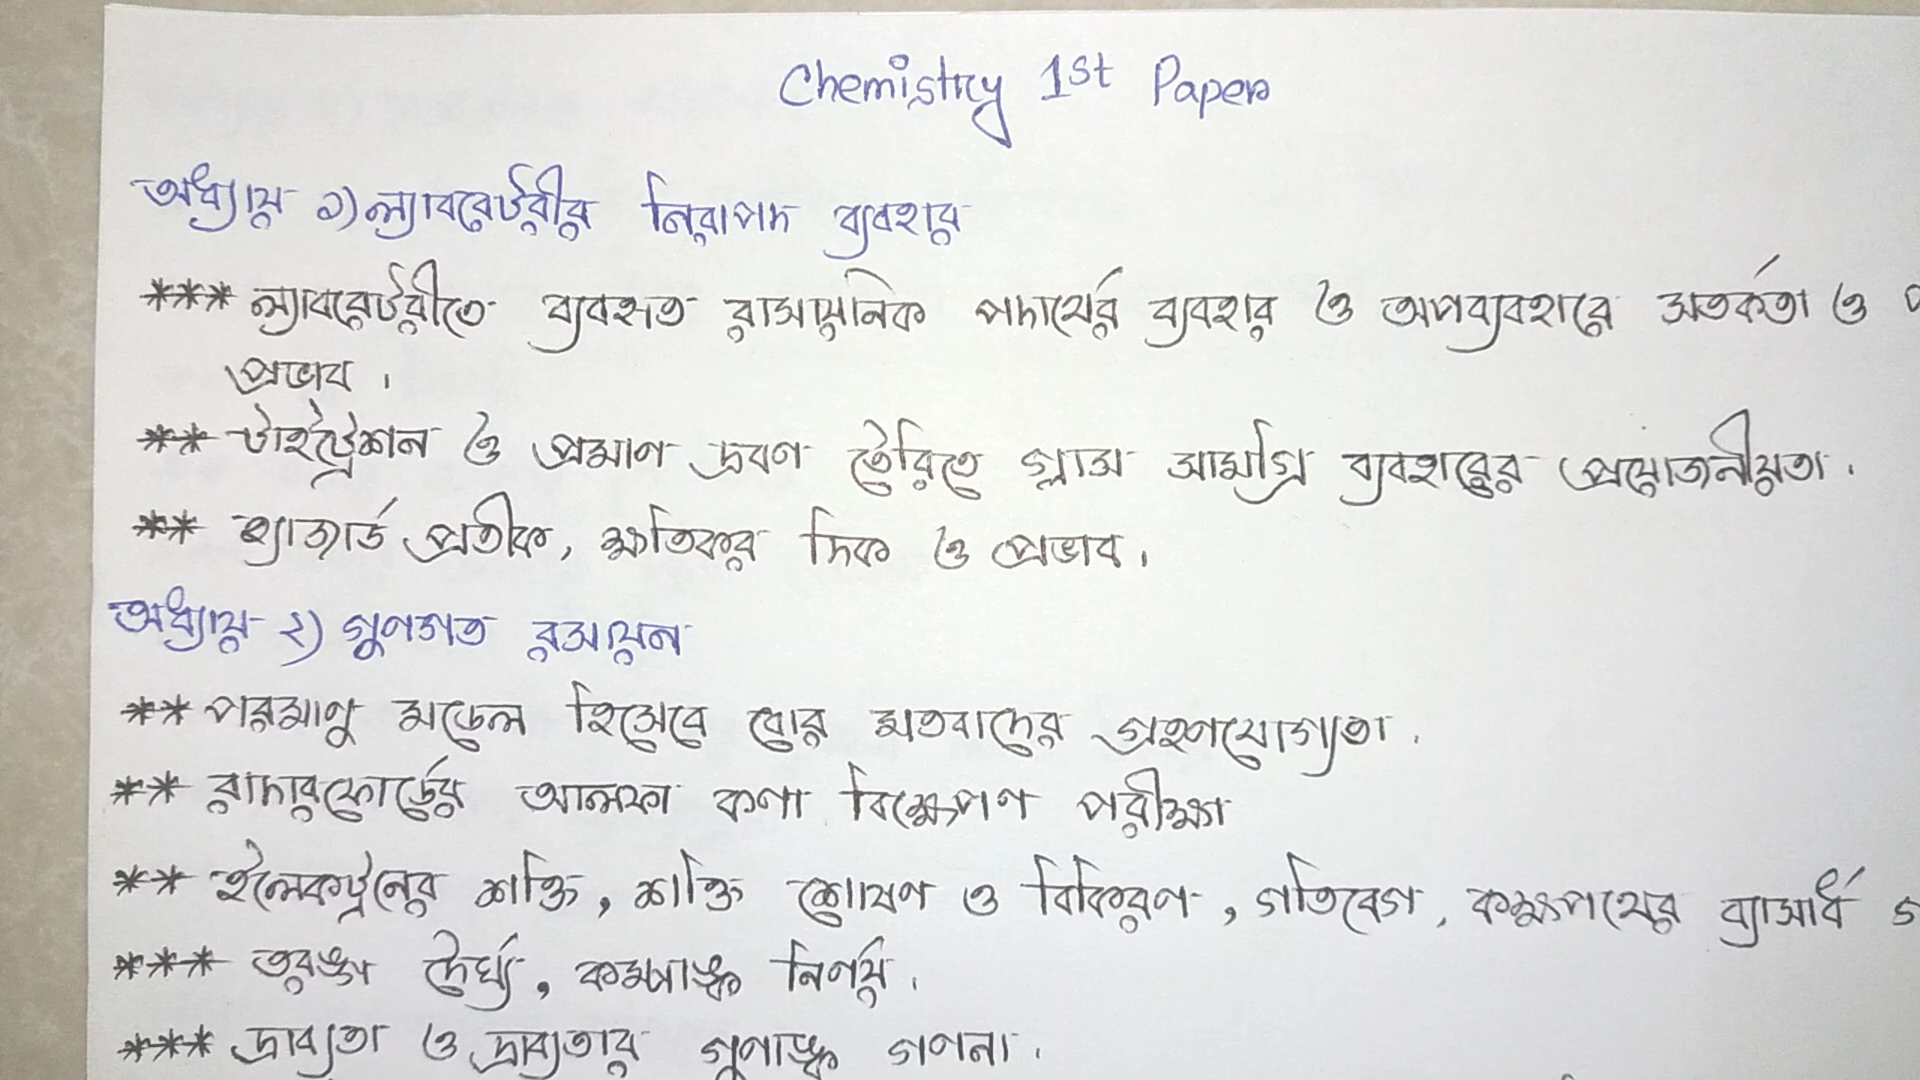 Chemistry 1st Paper
অধ্যায় ১) ল্যাবরেটরীর নিরাপদ ব্যবহার
*** ল্যাবরেটরীতে ব্যবহৃত রাসায়নিক পদার্থের ব্যবহার ও অপব্যবহারে সতর্কতা ও
প্রভাব ।
** টাইট্রেশন ও প্রমাণ দ্রবণ তৈরিতে গ্লাস সামগ্রি ব্যবহারের প্রয়োজনীয়তা ।
** হ্যাজার্ড প্রতীক, ক্ষতিকর দিক ও প্রভাব ।
অধ্যায় ২) গুণগত রসায়ন
** পরমাণু মডেল হিসেবে বোর মতবাদের গ্রহণযোগ্যতা ।
** রাদারফোর্ডের আলফা কণা বিক্ষেপণ পরীক্ষা
** ইলেকট্রনের শক্তি, শক্তি শোষণ ও বিকিরণ, গতিবেগ, কক্ষপথের ব্যাসার্ধ
*** তরঙ্গ দৈর্ঘ্য, কম্পাঙ্ক নির্ণয় ।
*** দ্রাব্যতা ও দ্রাব্যতার গুণাঙ্ক গণনা ।